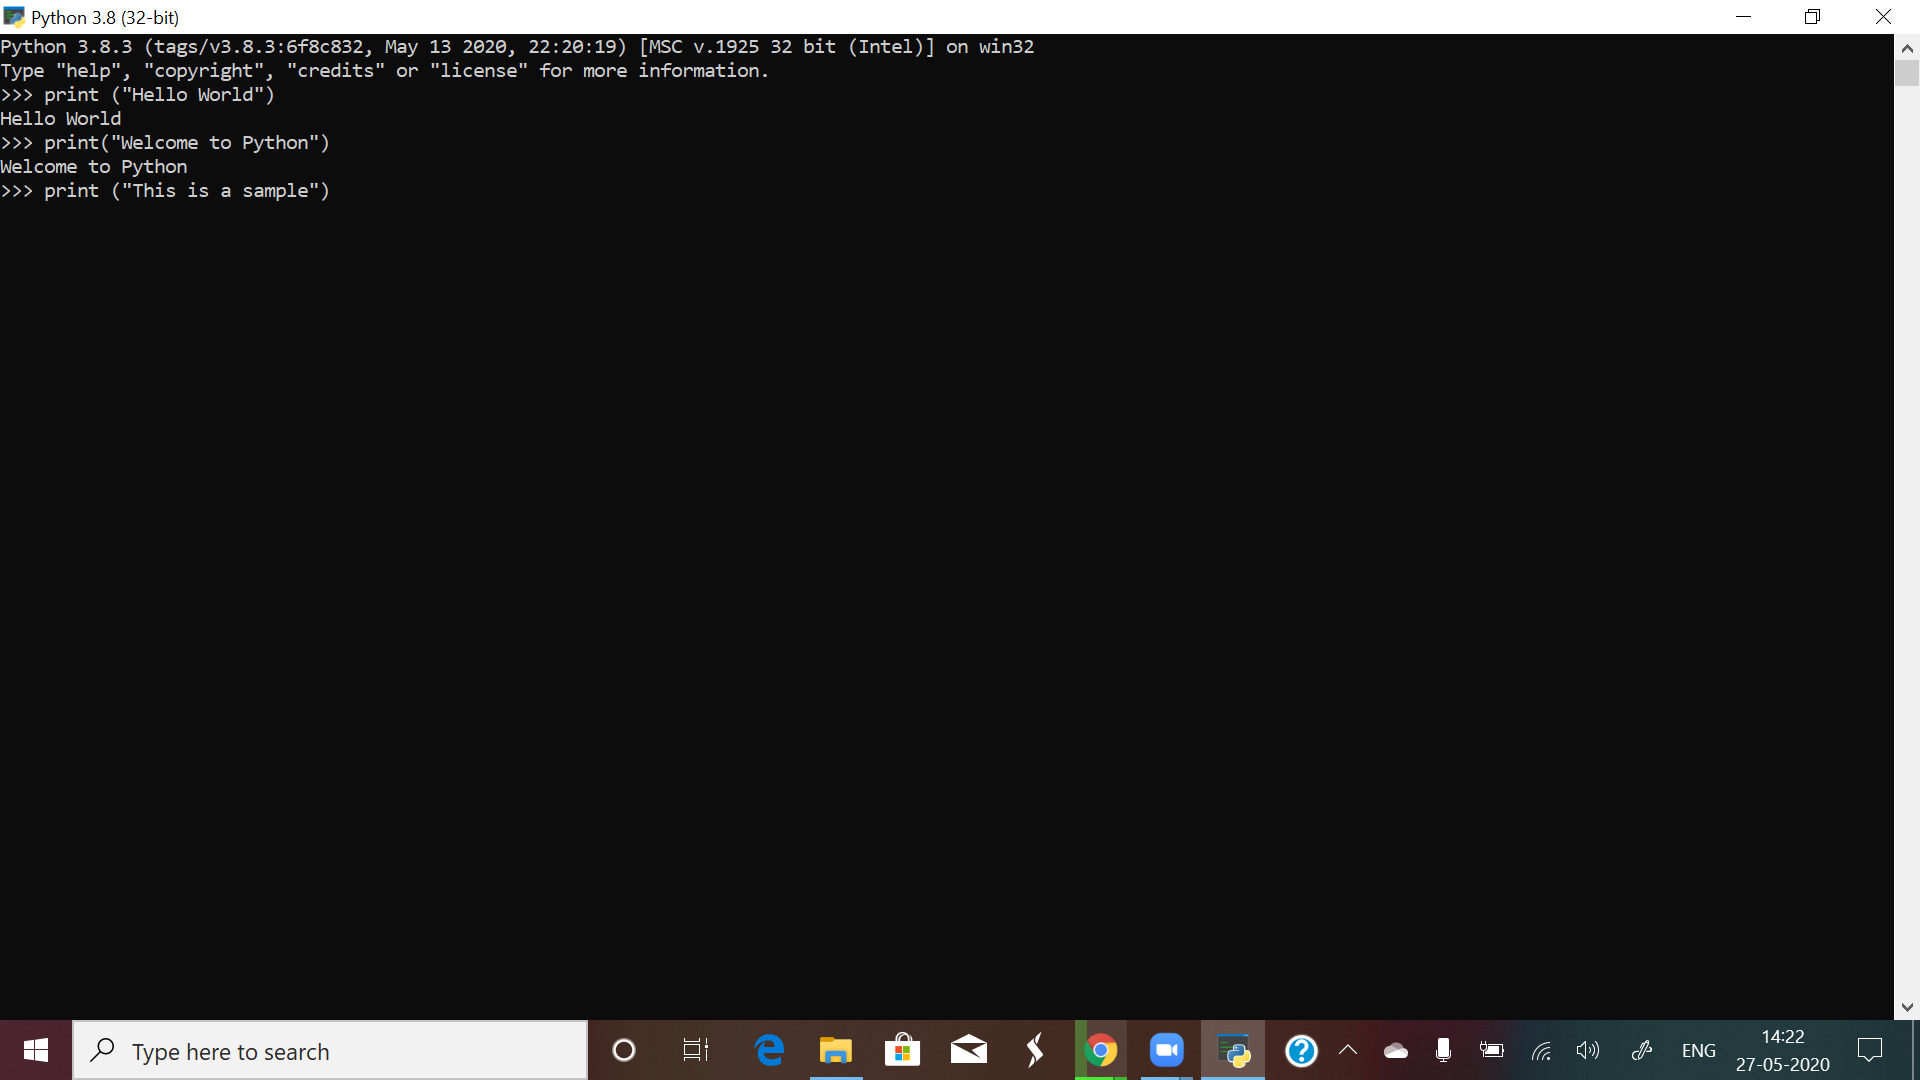 Python 3.8 (32-bit)
Python 3.8.3 (tags/v3.8.3:6f8c832, May 13 2020, 22:20:19) [MSC v.1925 32 bit (Intel)] on win32
Type "help", "copyright", "credits" or "license" for more information.
>>> print ("Hello World")
Hello World
>>> print("Welcome to Python")
Welcome to Python
>>> print ("This is a sample")
Type here to search
ENG
14:22
27-05-2020